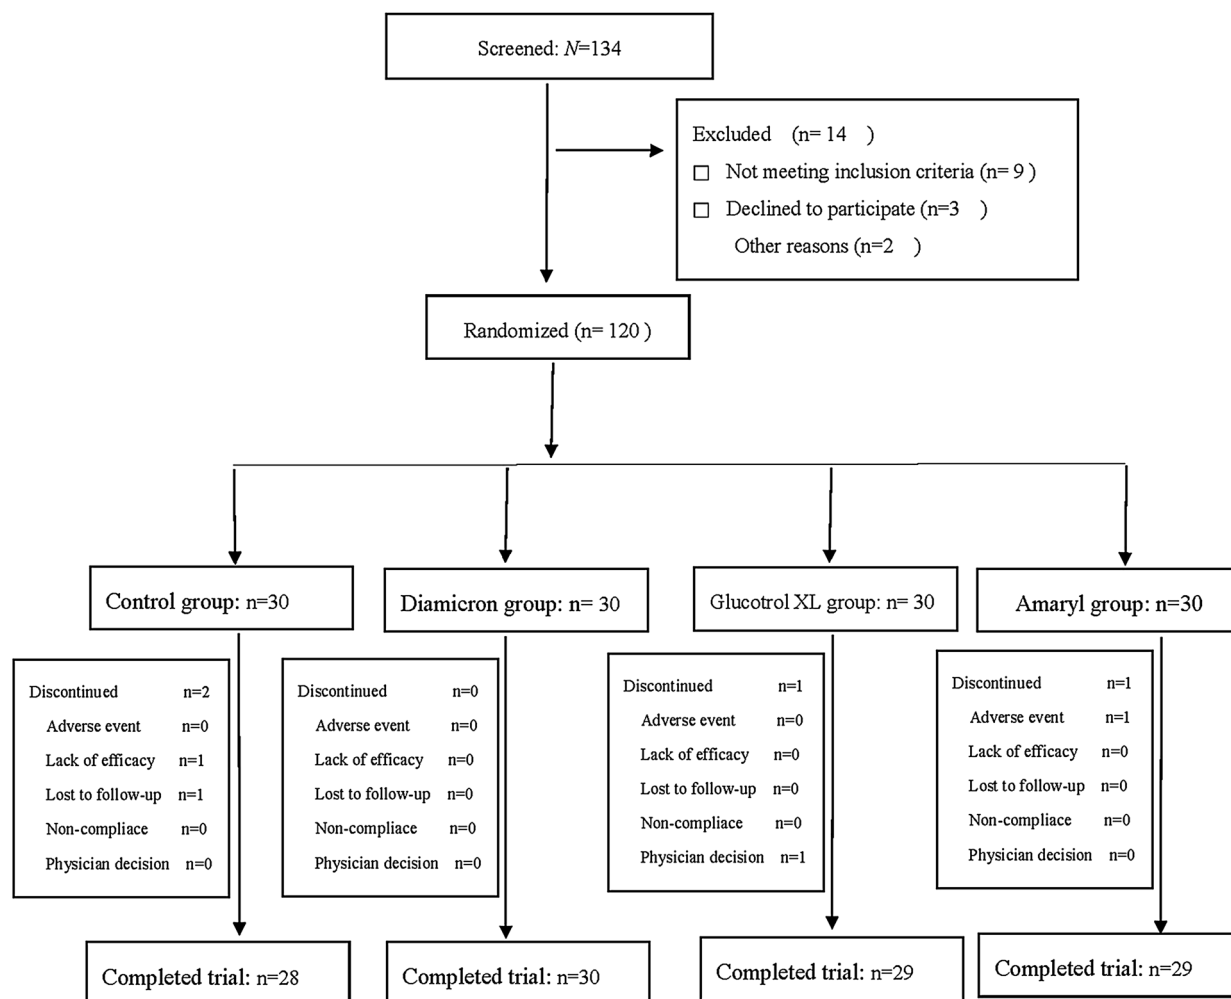 Screened: N=134
Excluded (n= 14 )
□ Not meeting inclusion criteria (n= 9 )
□ Declined to participate (n=3 )
Other reasons (n=2 )
Randomized (n= 120 )
Control group: n=30
Diamicron group: n= 30
Glucotrol XL group: n= 30
Amaryl group: n=30
Discontinued n=2
Adverse event n=0
Lack of efficacy n=1
Lost to follow-up n=1
Non-compliace n=0
Physician decision n=0
Discontinued n=0
Adverse event n=0
Lack of efficacy n=0
Lost to follow-up n=0
Non-compliace n=0
Physician decision n=0
Discontinued n=1
Adverse event n=0
Lack of efficacy n=0
Lost to follow-up n=0
Non-compliace n=0
Physician decision n=1
Discontinued n=1
Adverse event n=1
Lack of efficacy n=0
Lost to follow-up n=0
Non-compliace n=0
Physician decision n=0
Completed trial: n=28
Completed trial: n=30
Completed trial: n=29
Completed trial: n=29